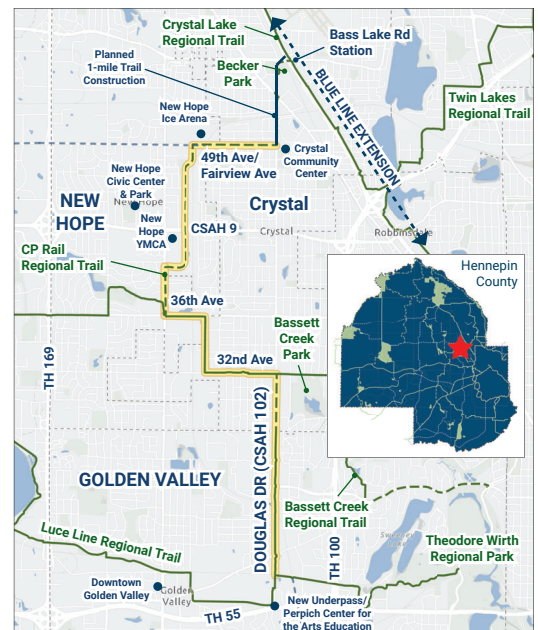 Crystal Lake
Regional Trail
Bass Lake Rd
Station
Planned
1-mile Trail
Construction
Becker
Park
BLUE LINE EXTENSION
Twin Lakes
Regional Trail
New Hope
Ice Arena
49th Ave/
Fairview Ave
Crystal
Community
Center
New Hope
Civic Center
& Park
New Hope
NEW
HOPE
New
Hope
YMCA
CSAH 9
Crystal
Crystal
Robbinsdale
CP Rail
Regional Trail
Hennepin
County
36th Ave
Bassett
Creek
Park
32nd Ave
TH 169
DOUGLAS DR (CSAH 102)
GOLDEN VALLEY
Bassett Creek
Regional Trail
TH 100
Luce Line Regional Trail
Theodore Wirth
Regional Park
Downtown
Golden Valley
Golden
Valley
TH 55
New Underpass/
Perpich Center for
the Arts Education